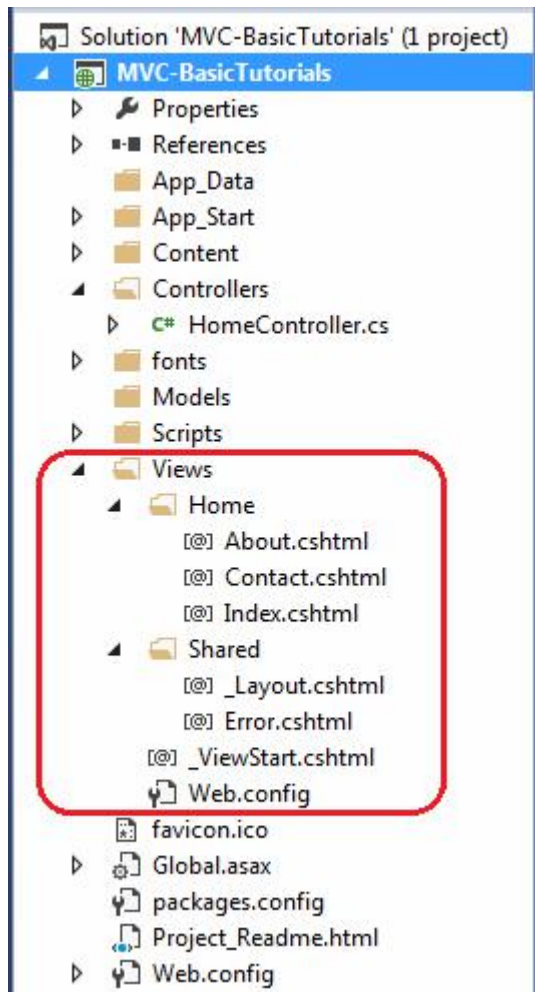 Solution 'MVC-BasicTutorials' (1 project)
MVC-BasicTutorials
Properties
References
App_Data
App_Start
Content
Controllers
C# HomeController.cs
fonts
Models
Scripts
Views
Home
[@] About.cshtml
[@] Contact.cshtml
[@] Index.cshtml
Shared
[@] _Layout.cshtml
[@] Error.cshtml
[@] _ViewStart.cshtml
Web.config
favicon.ico
Global.asax
packages.config
Project_Readme.html
Web.config